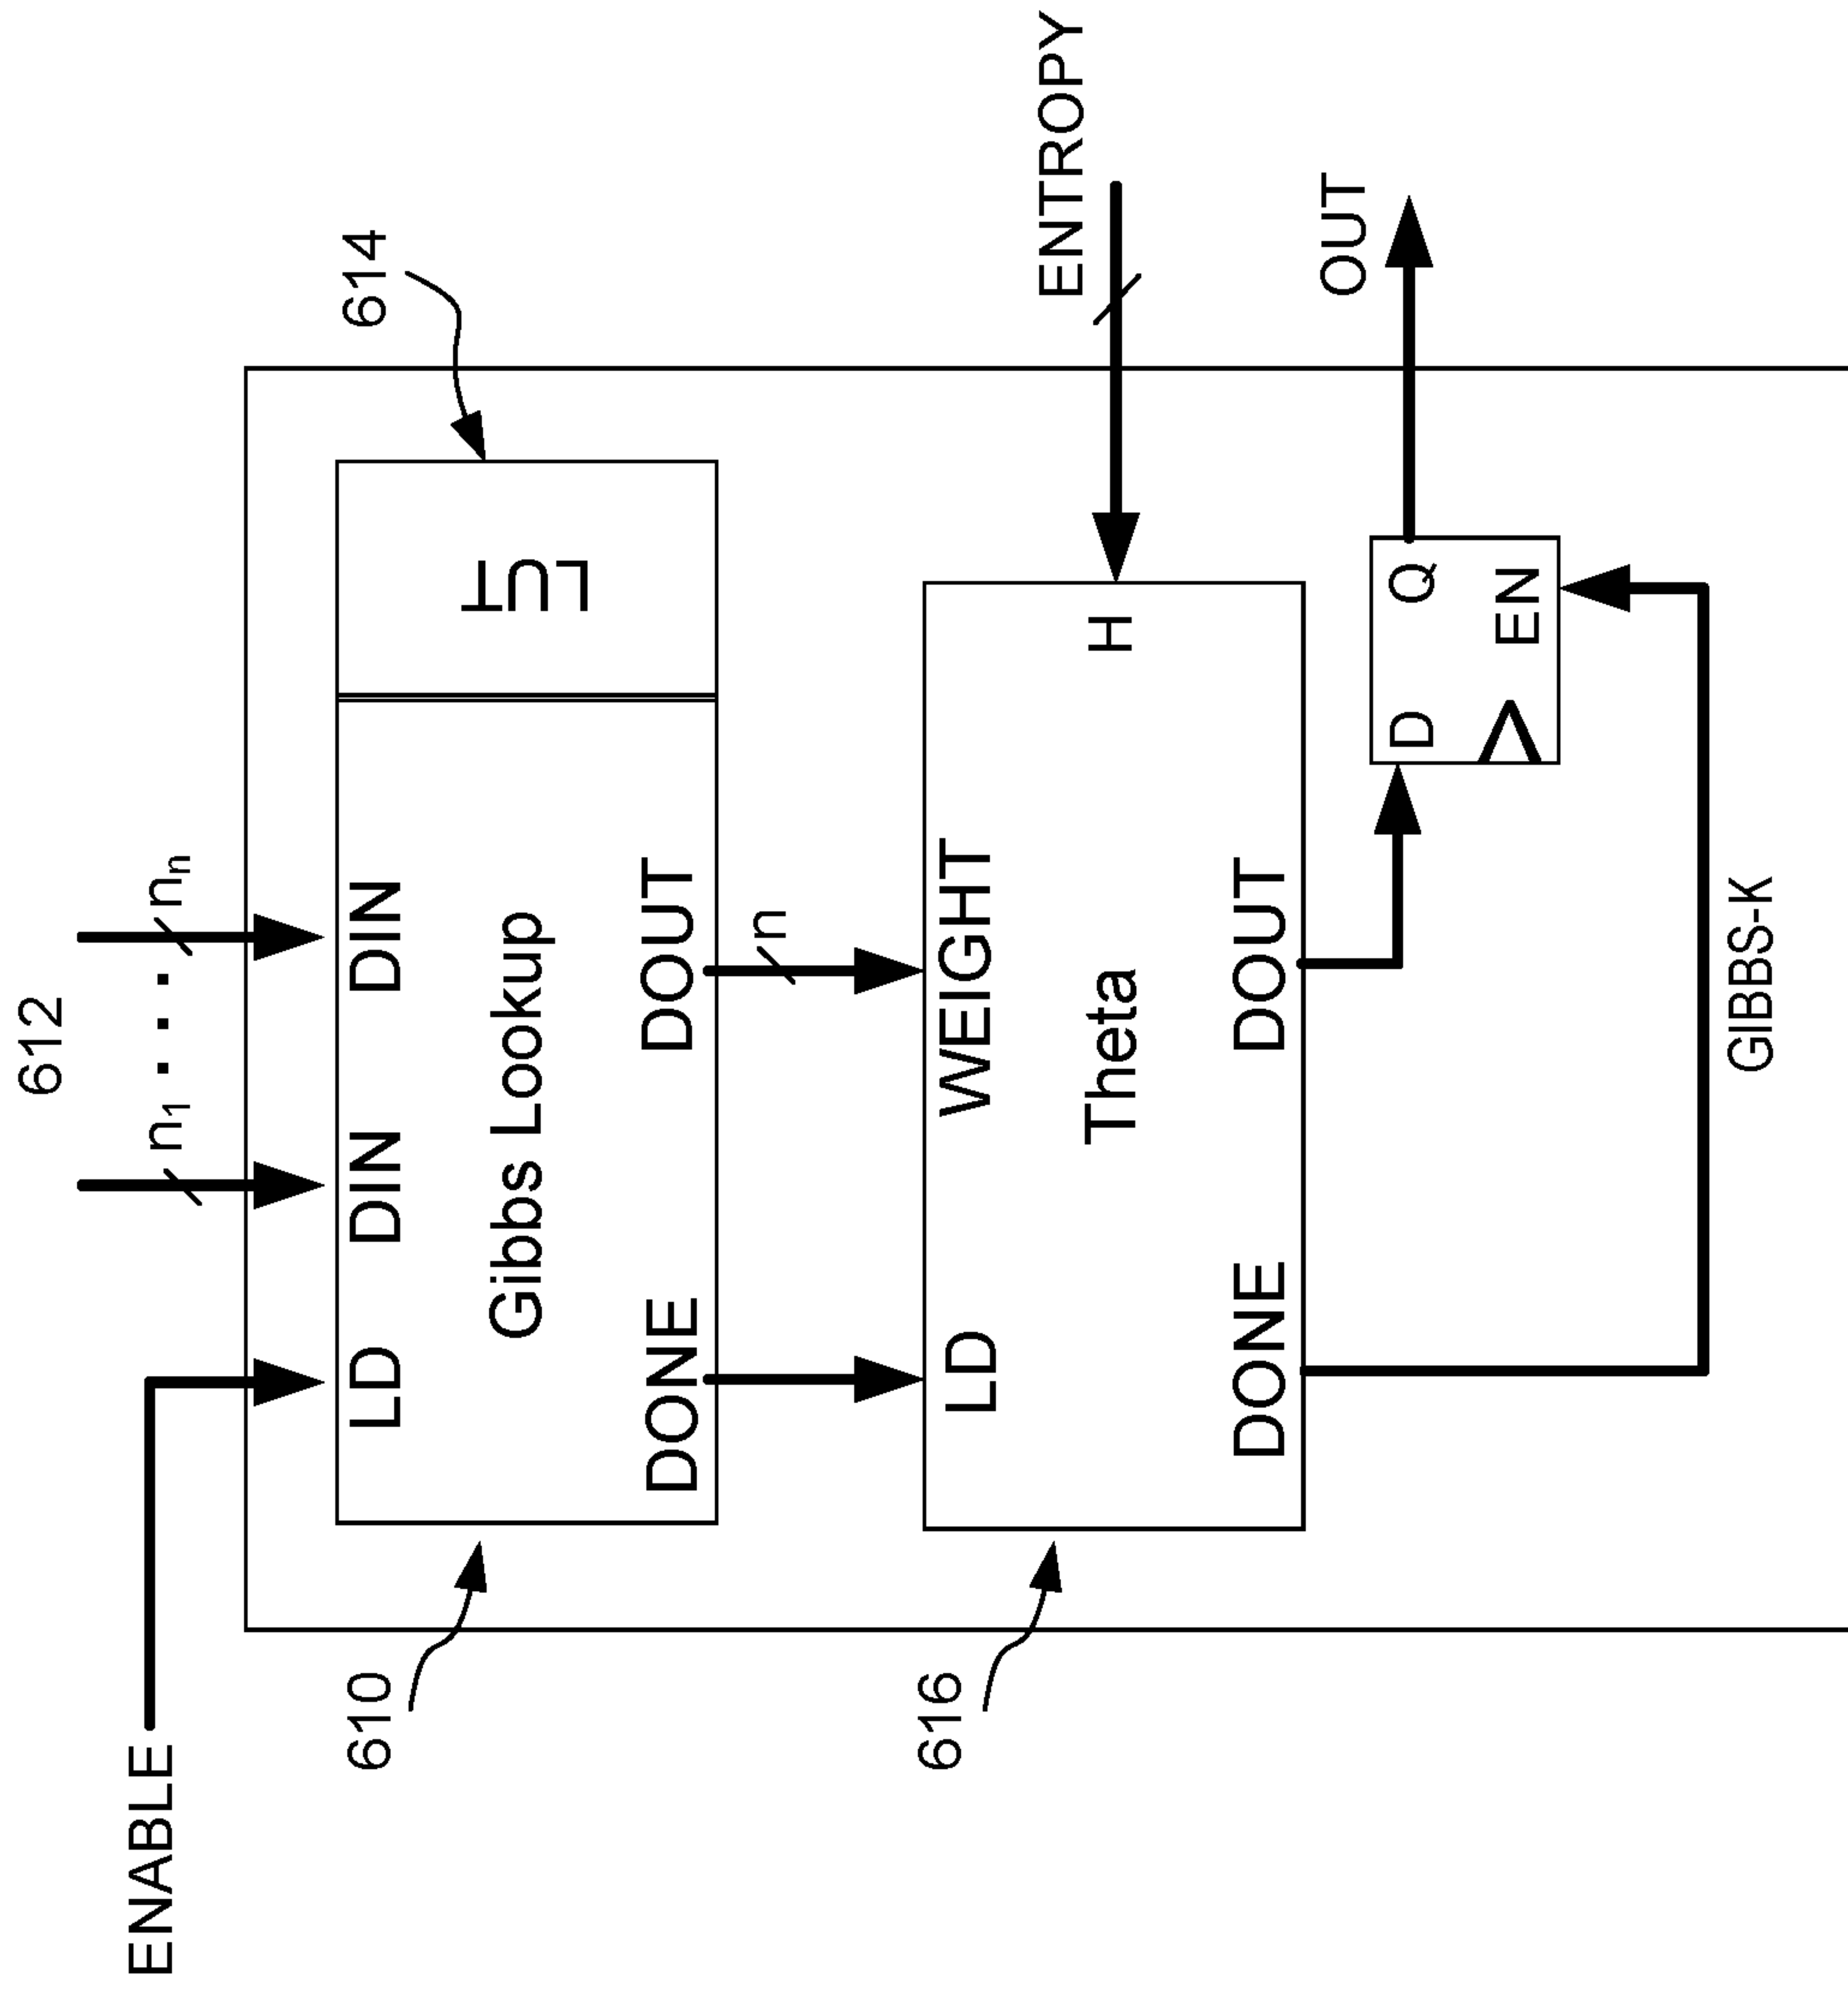 612
n1 nn
ENABLE
LD DIN DIN
614
Gibbs Lookup
LUT
610
DONE DOUT
n
LD WEIGHT
ENTROPY
Theta
H
616
DONE DOUT
OUT
D Q
EN
GIBBS-K